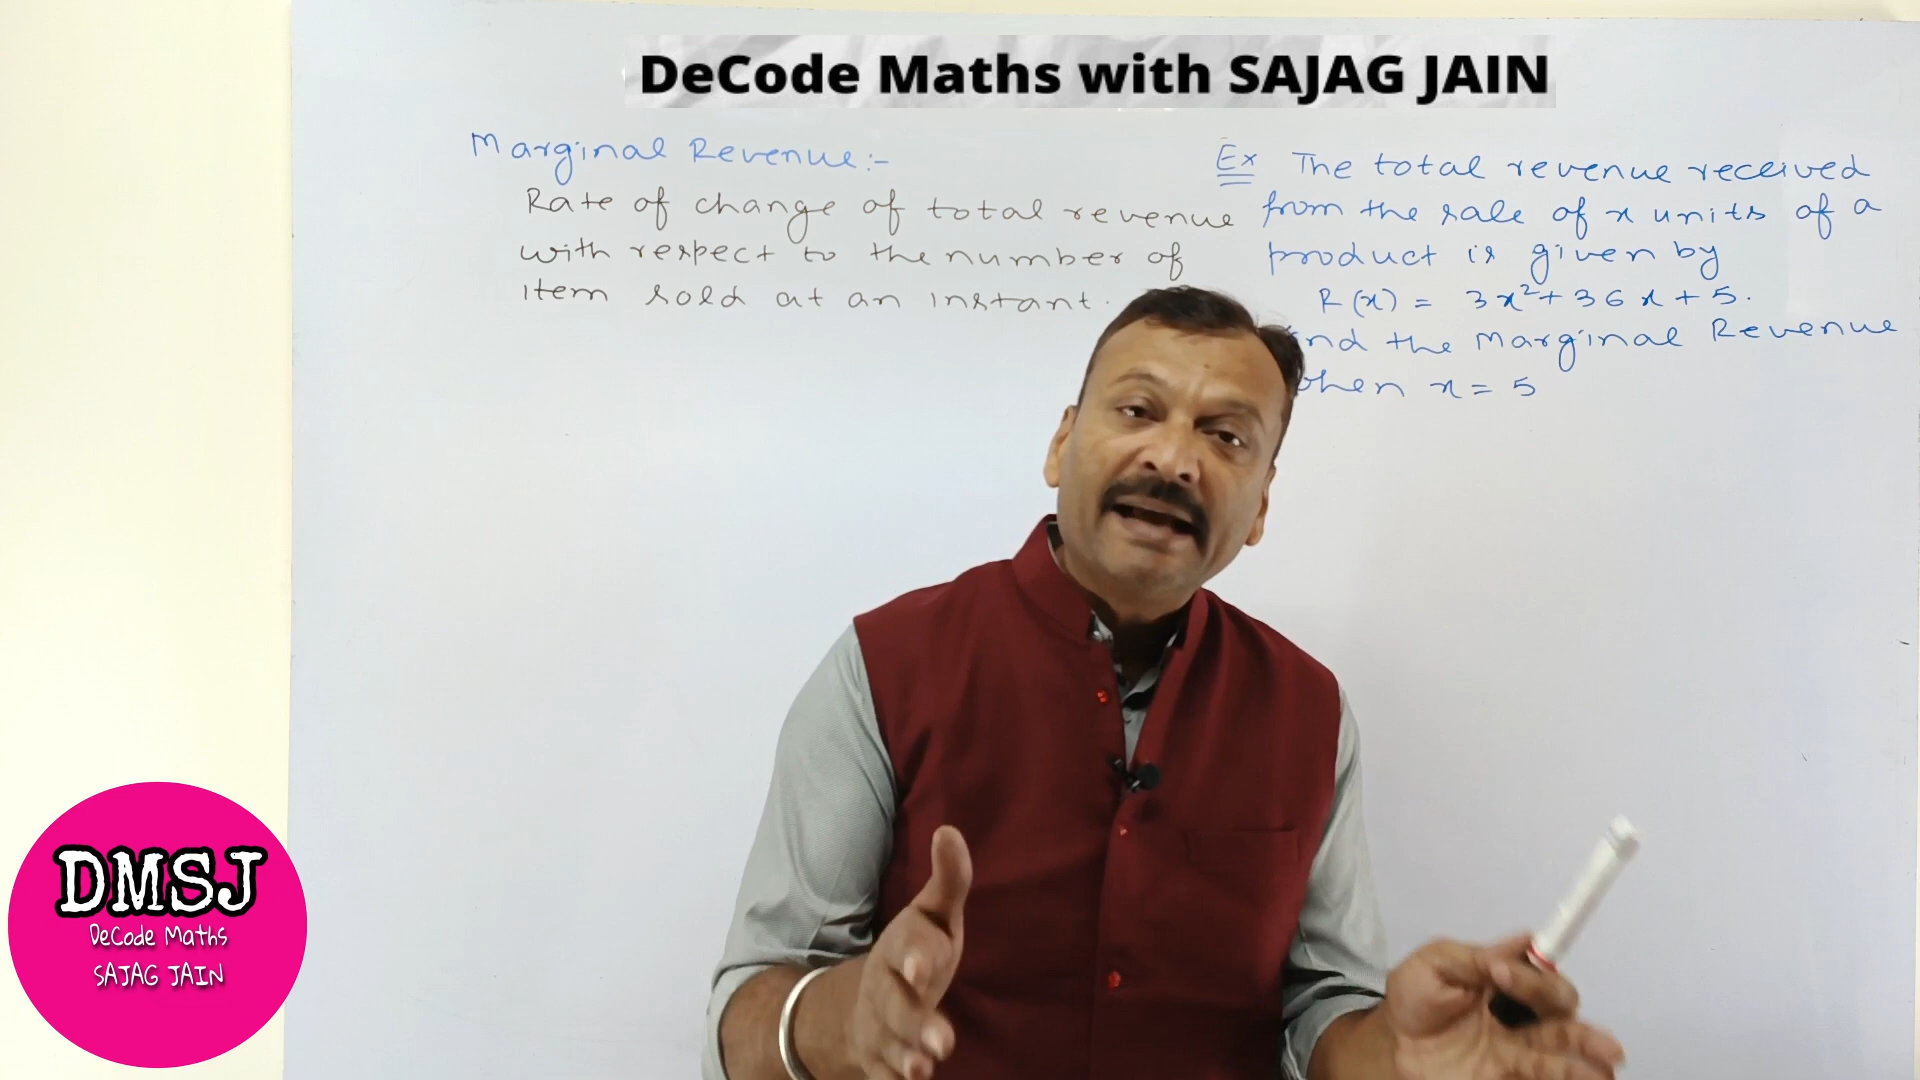 DeCode Maths with SAJAG JAIN
Marginal Revenue:-
Rate of change of total revenue
with respect to the number of
item sold at an instant.
Ex The total revenue received
from the sale of x units of a
product is given by
R(x) = 3x²+36x+5.
nd the Marginal Revenue
when x = 5
DMSJ
DeCode Maths
SAJAG JAIN